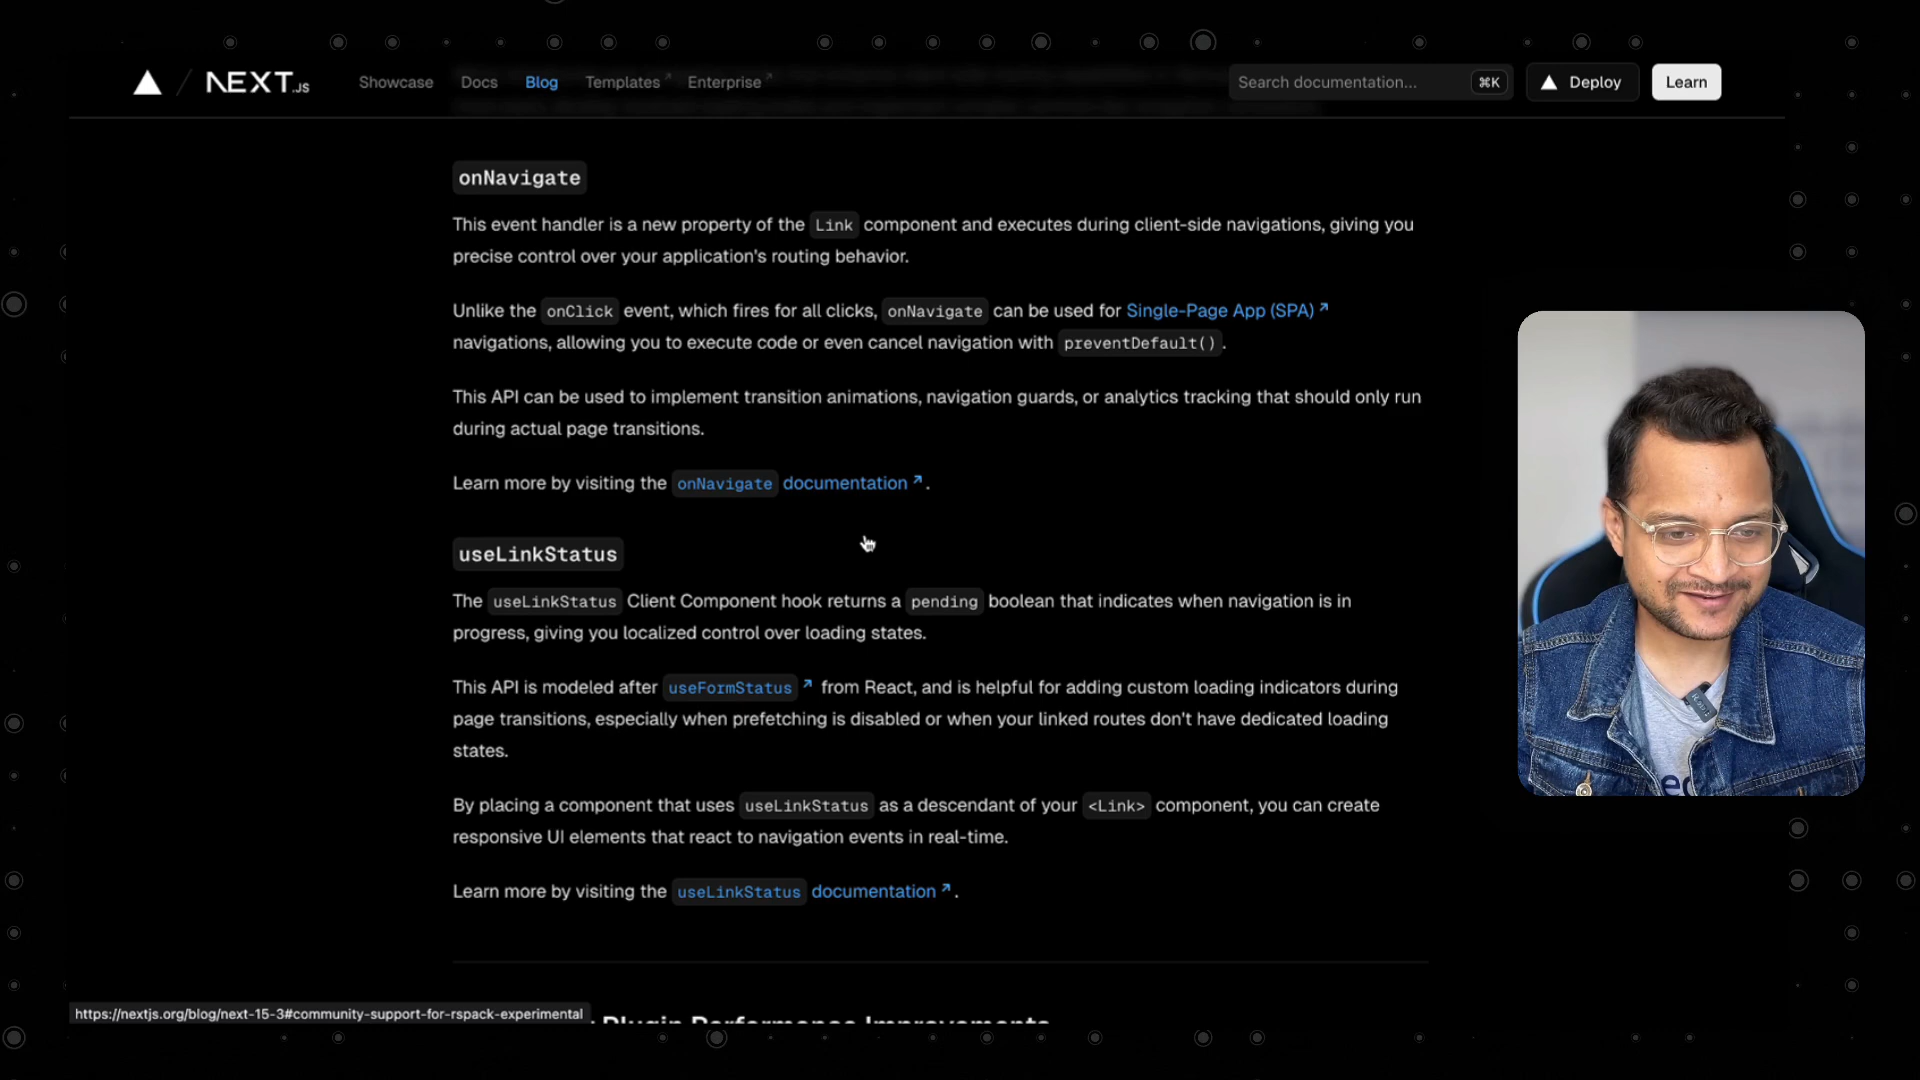 NEXT.JS Showcase Docs Blog Templates Enterprise Search documentation... ⌘K Deploy Learn
onNavigate
This event handler is a new property of the Link component and executes during client-side navigations, giving you
precise control over your application's routing behavior.
Unlike the onClick event, which fires for all clicks, onNavigate can be used for Single-Page App (SPA)
navigations, allowing you to execute code or even cancel navigation with preventDefault().
This API can be used to implement transition animations, navigation guards, or analytics tracking that should only run
during actual page transitions.
Learn more by visiting the onNavigate documentation.
useLinkStatus
The useLinkStatus Client Component hook returns a pending boolean that indicates when navigation is in
progress, giving you localized control over loading states.
This API is modeled after useFormStatus from React, and is helpful for adding custom loading indicators during
page transitions, especially when prefetching is disabled or when your linked routes don't have dedicated loading
states.
By placing a component that uses useLinkStatus as a descendant of your <Link> component, you can create
responsive UI elements that react to navigation events in real-time.
Learn more by visiting the useLinkStatus documentation.
https://nextjs.org/blog/next-15-3#community-support-for-rspack-experimental
Plugin Performance Improvements